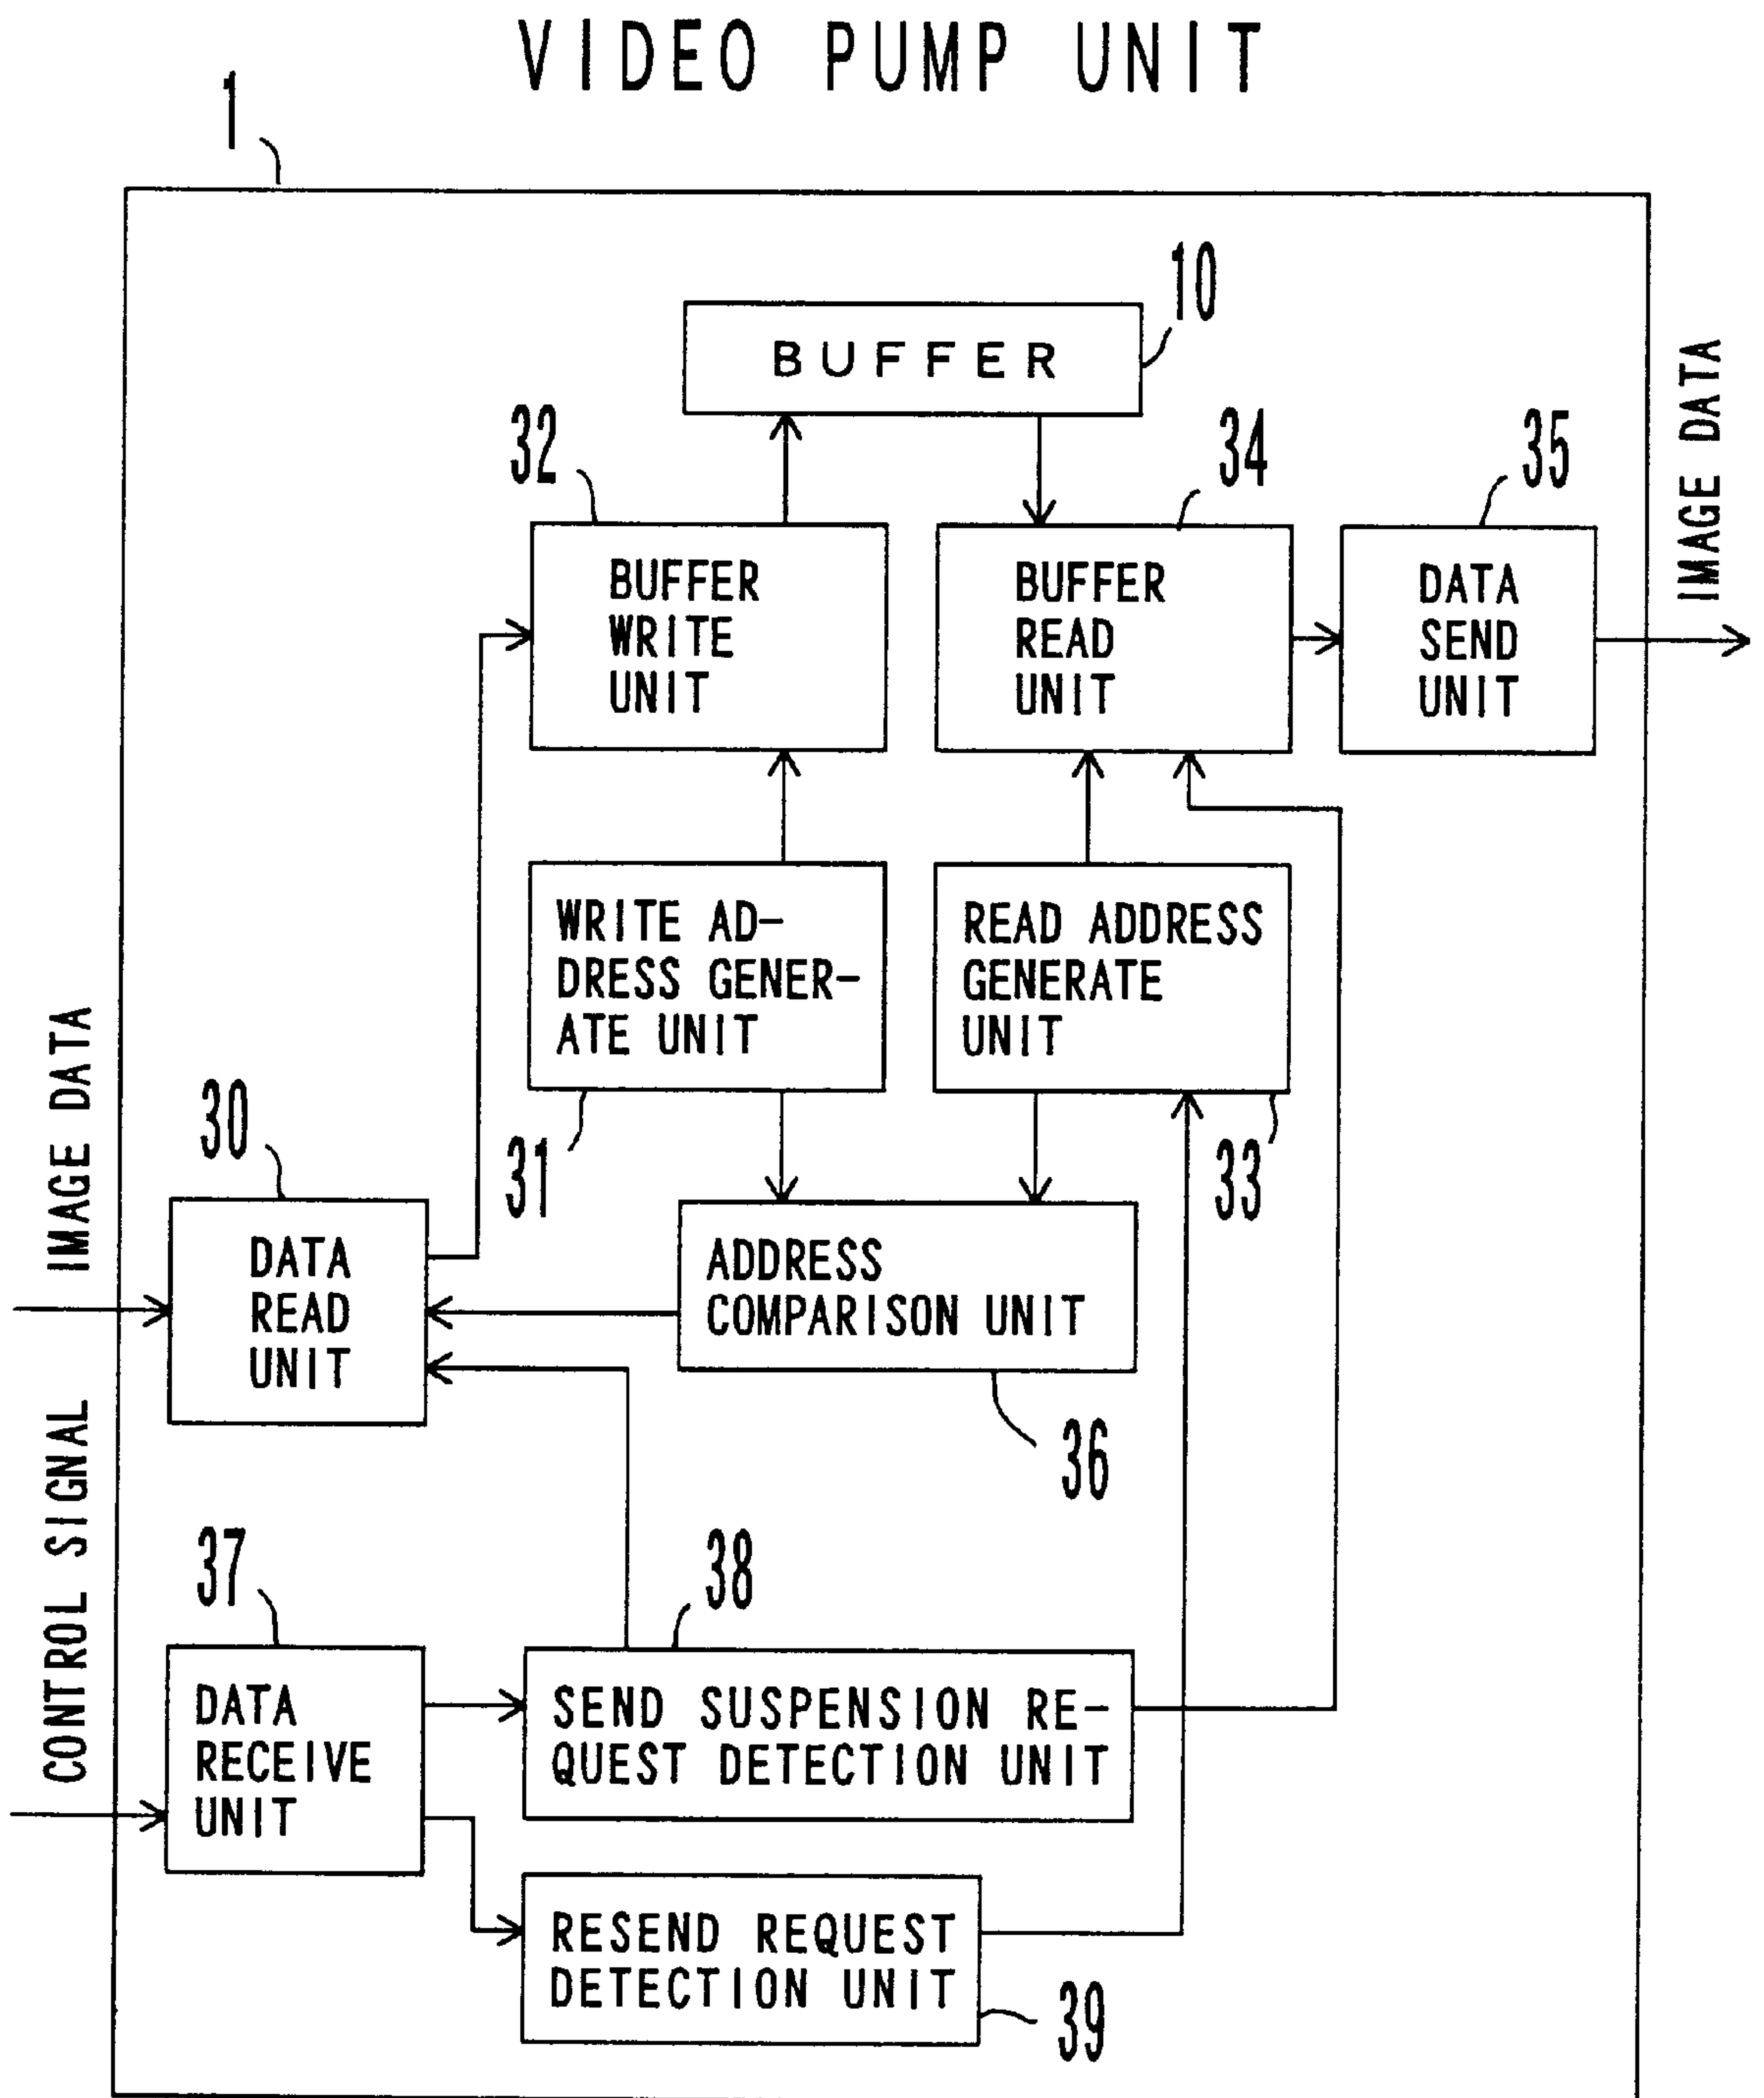 VIDEO PUMP UNIT
1
10
BUFFER
32
34
35
IMAGE DATA
BUFFER
WRITE
UNIT
BUFFER
READ
UNIT
DATA
SEND
UNIT
WRITE AD-
DRESS GENER-
ATE UNIT
READ ADDRESS
GENERATE
UNIT
IMAGE DATA
30
31
33
DATA
READ
UNIT
ADDRESS
COMPARISON UNIT
36
CONTROL SIGNAL
37
38
DATA
RECEIVE
UNIT
SEND SUSPENSION RE-
QUEST DETECTION UNIT
RESEND REQUEST
DETECTION UNIT
39